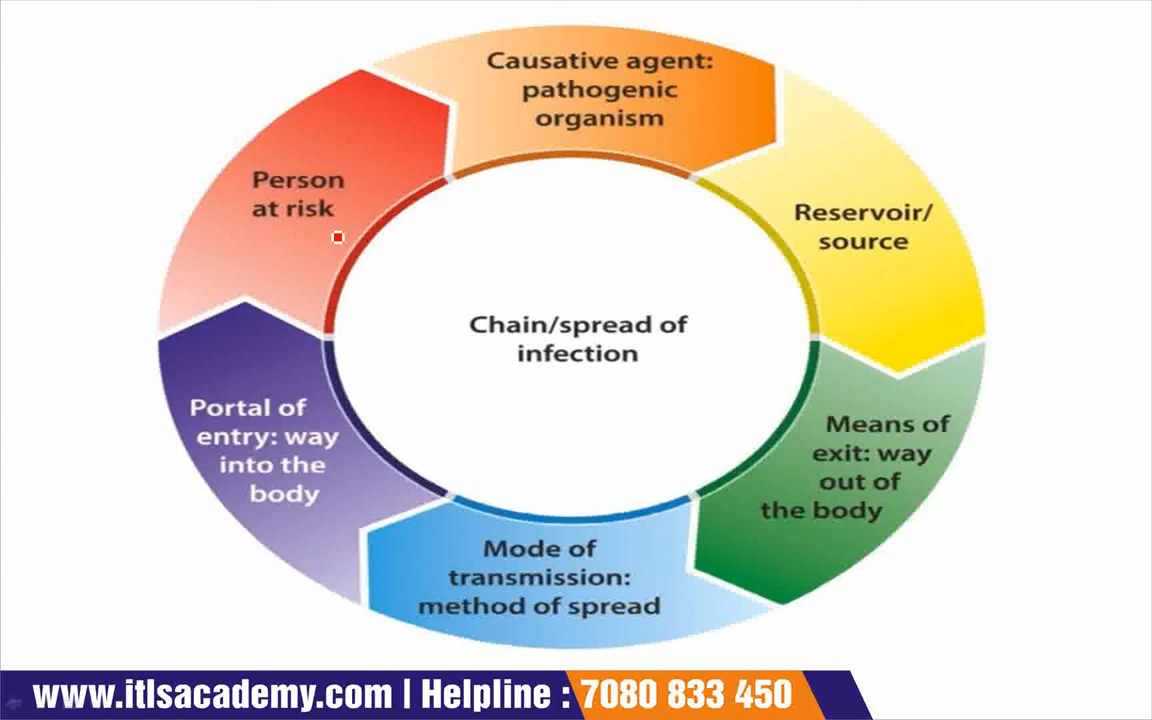 Causative agent:
pathogenic
organism
Reservoir/
source
Means of
exit: way
out of
the body
Mode of
transmission:
method of spread
Portal of
entry: way
into the
body
Person
at risk
Chain/spread of
infection
www.itlsacademy.com | Helpline : 7080 833 450